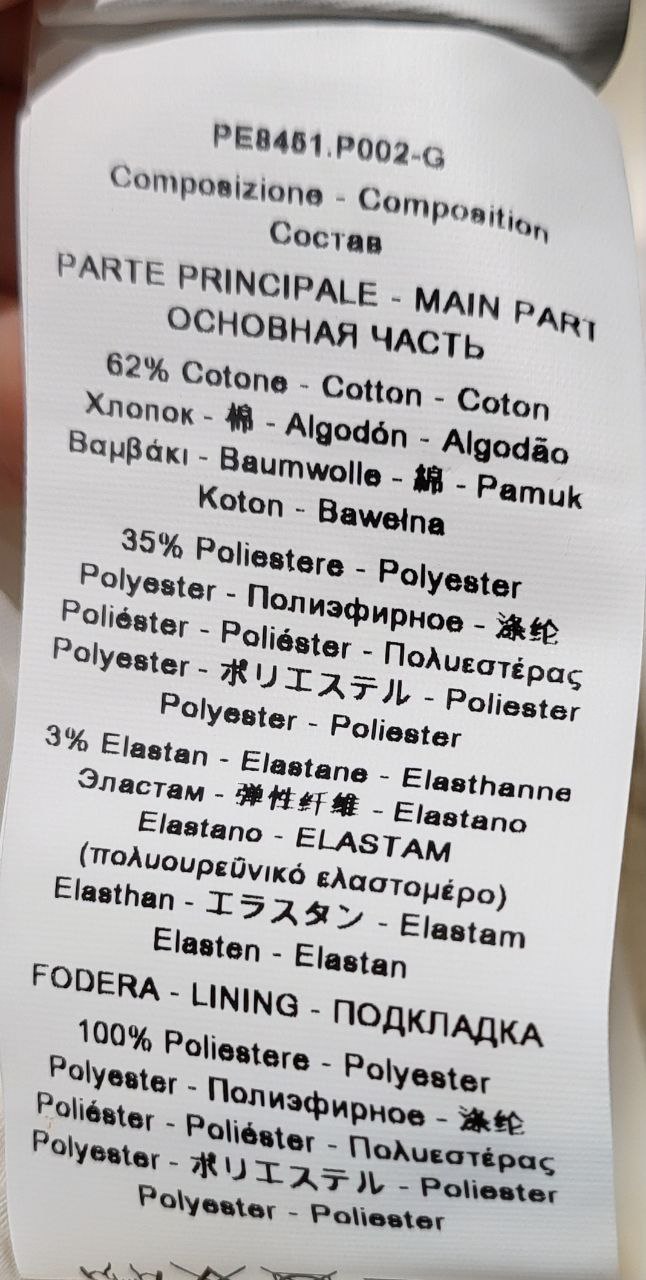 PE8451.P002-G
Composizione - Composition
Состав
PARTE PRINCIPALE - MAIN PART
ОСНОВНАЯ ЧАСТЬ
62% Cotone - Cotton - Coton
Хлопок - 棉 - Algodón - Algodão
Βαμβάκι - Baumwolle - 綿 - Pamuk
Koton - Bawełna
35% Poliestere - Polyester
Polyester - Полиэфирное - 涤纶
Poliéster - Poliéster - Πολυεστέρας
Polyester - ポリエステル - Poliester
Polyester - Poliester
3% Elastan - Elastane - Elasthanne
Эластам - 弹性纤维 - Elastano
Elastano - ELASTAM
(πολυουρεϋνικό ελαστομέρο)
Elasthan - エラスタン - Elastam
Elasten - Elastan
FODERA - LINING - ПОДКЛАДКА
100% Poliestere - Polyester
Polyester - Полиэфирное - 涤纶
Poliéster - Poliéster - Πολυεστέρας
Polyester - ポリエステル - Poliester
Polyester - Poliester